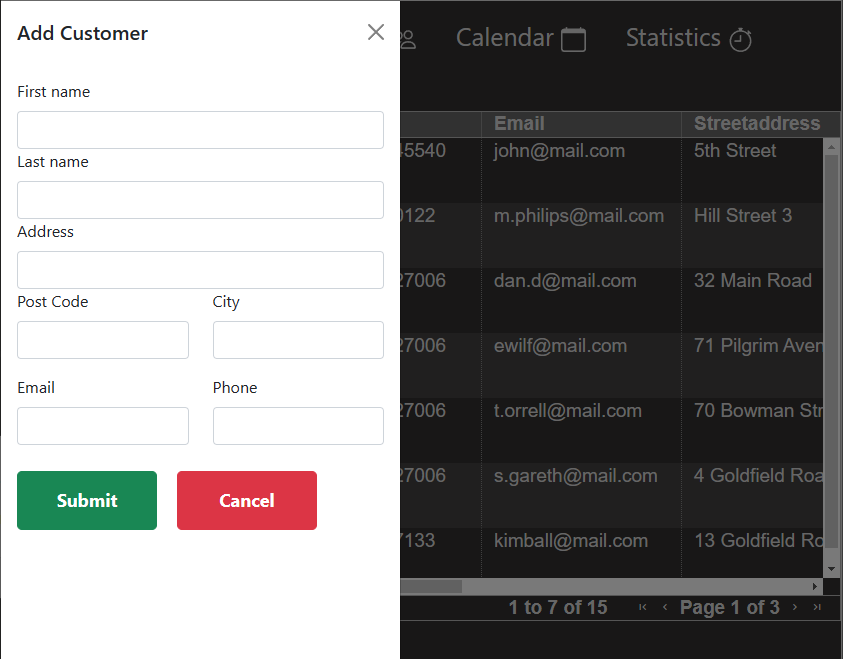 Add Customer
Calendar
Statistics
First name
Last name
Address
Post Code City
Email Phone
Submit Cancel
Email Streetaddress
45540 john@mail.com 5th Street
0122 m.philips@mail.com Hill Street 3
27006 dan.d@mail.com 32 Main Road
27006 ewilf@mail.com 71 Pilgrim Aven
27006 t.orrell@mail.com 70 Bowman Str
27006 s.gareth@mail.com 4 Goldfield Roa
7133 kimball@mail.com 13 Goldfield Ro
1 to 7 of 15 Page 1 of 3